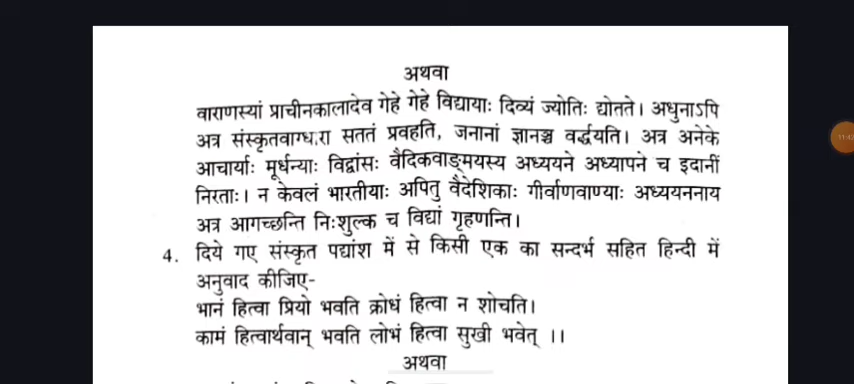 अथवा
वाराणस्यां प्राचीनकालादेव गेहे गेहे विद्यायाः दिव्यं ज्योतिः द्योतते। अधुनाऽपि
अत्र संस्कृतवाग्धारा सततं प्रवहति, जनानां ज्ञानञ्च वर्द्धयति। अत्र अनेके
आचार्याः मूर्धन्याः विद्वांसः वैदिकवाङ्मयस्य अध्ययने अध्यापने च इदानीं
निरताः। न केवलं भारतीयाः अपितु वैदेशिकाः गीर्वाणवाण्याः अध्ययननाय
अत्र आगच्छन्ति निःशुल्क च विद्यां गृहणन्ति।
4. दिये गए संस्कृत पद्यांश में से किसी एक का सन्दर्भ सहित हिन्दी में
अनुवाद कीजिए-
भानं हित्वा प्रियो भवति क्रोधं हित्वा न शोचति।
कामं हित्वार्थवान् भवति लोभं हित्वा सुखी भवेत् ।।
अथवा